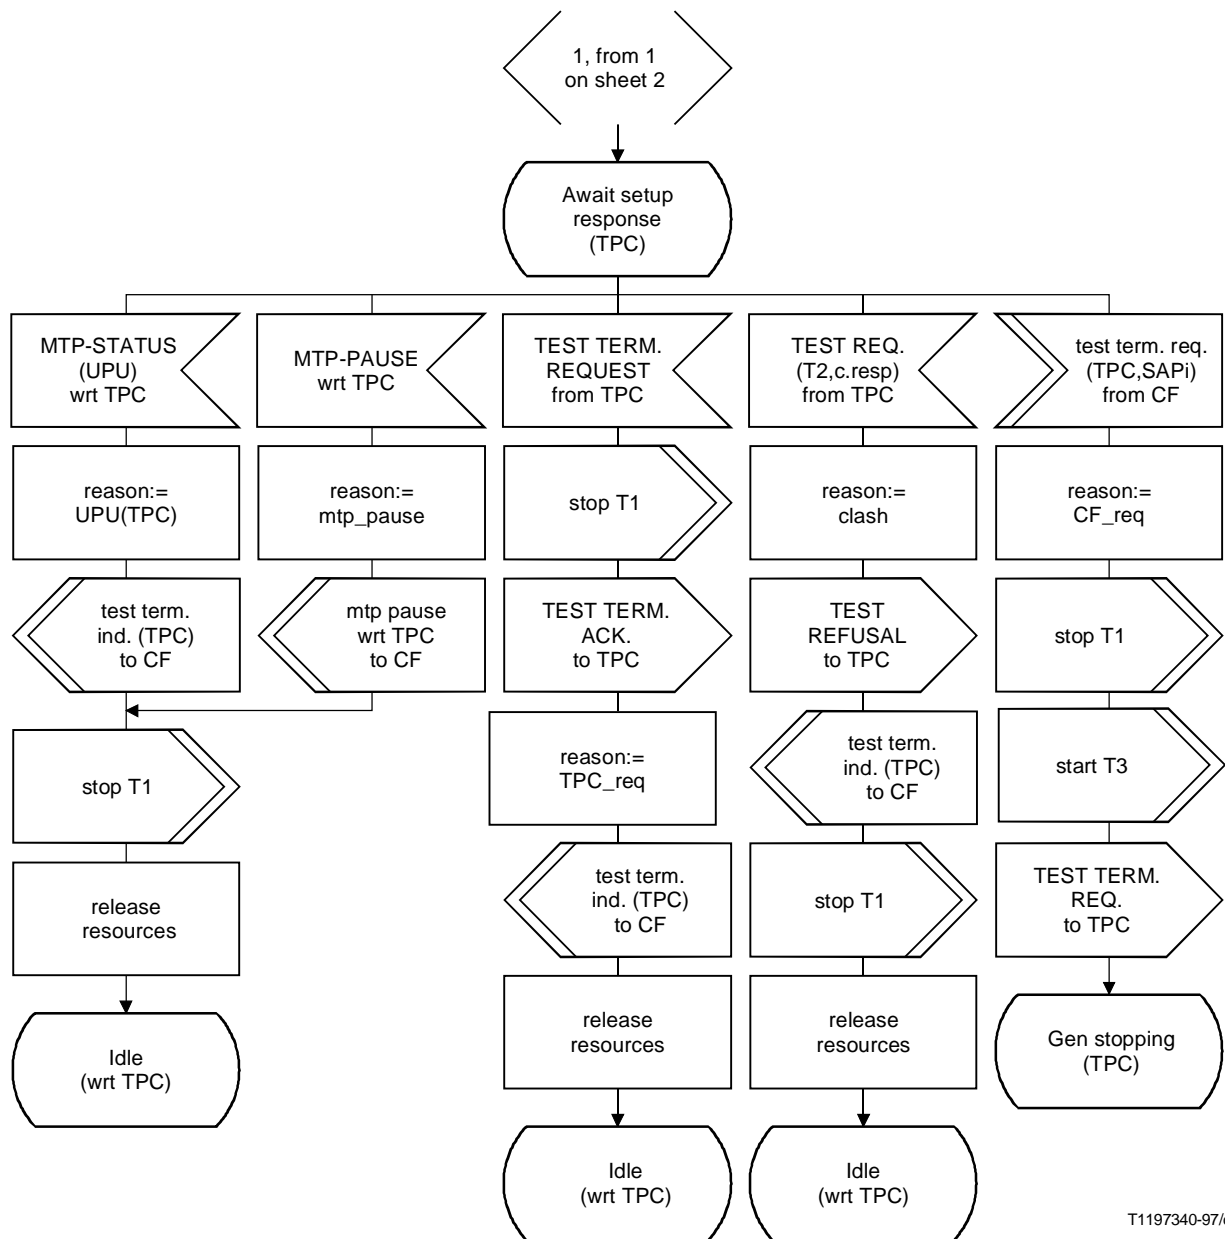 1, from 1
on sheet 2
Await setup
response
(TPC)
MTP-STATUS
(UPU)
wrt TPC
MTP-PAUSE
wrt TPC
TEST TERM.
REQUEST
from TPC
TEST REQ.
(T2,c.resp)
from TPC
test term. req.
(TPC,SAPi)
from CF
reason:=
UPU(TPC)
reason:=
mtp_pause
stop T1
reason:=
clash
reason:=
CF_req
test term.
ind. (TPC)
to CF
mtp pause
wrt TPC
to CF
TEST TERM.
ACK.
to TPC
TEST
REFUSAL
to TPC
stop T1
stop T1
reason:=
TPC_req
test term.
ind. (TPC)
to CF
start T3
release
resources
test term.
ind. (TPC)
to CF
stop T1
TEST TERM.
REQ.
to TPC
Idle
(wrt TPC)
release
resources
release
resources
Gen stopping
(TPC)
Idle
(wrt TPC)
Idle
(wrt TPC)
T1197340-97/